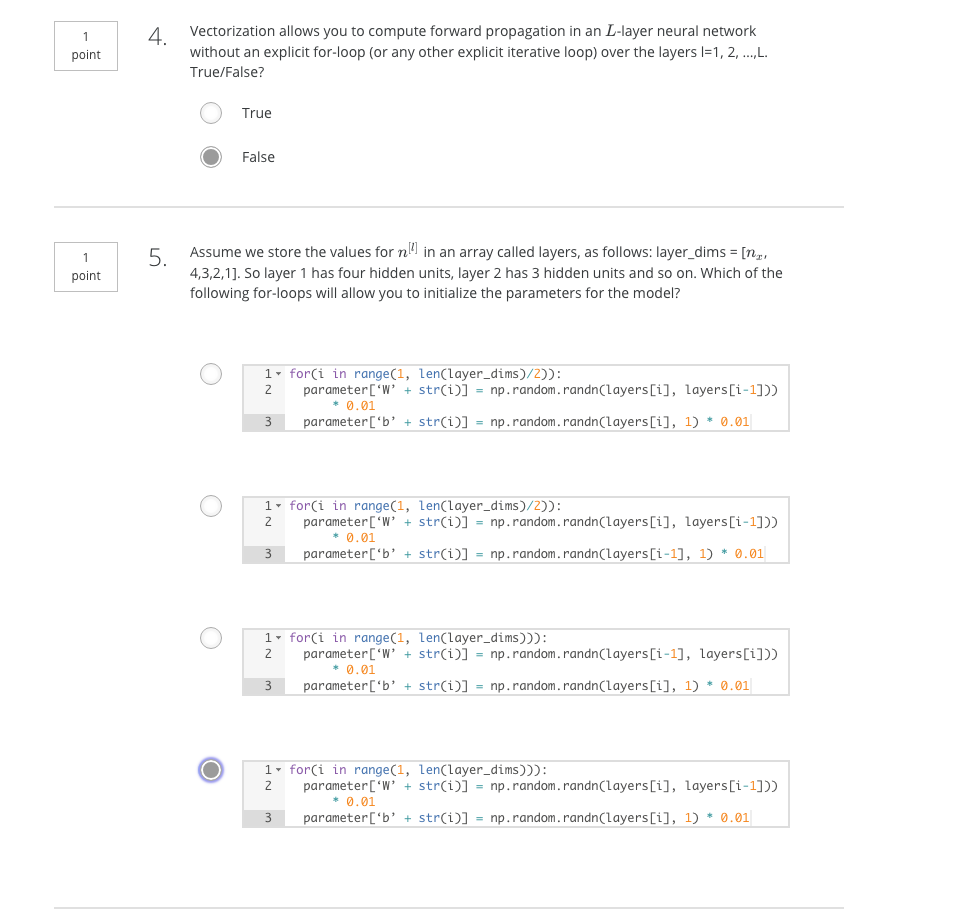 1
point
4.
Vectorization allows you to compute forward propagation in an L-layer neural network
without an explicit for-loop (or any other explicit iterative loop) over the layers l=1, 2, ...,L.
True/False?
True
False
1
point
5.
Assume we store the values for n^{[l]} in an array called layers, as follows: layer_dims = [n_x,
4,3,2,1]. So layer 1 has four hidden units, layer 2 has 3 hidden units and so on. Which of the
following for-loops will allow you to initialize the parameters for the model?
1 for(i in range(1, len(layer_dims)/2)):
2 parameter[‘W’ + str(i)] = np.random.randn(layers[i], layers[i-1]))
* 0.01
3 parameter[‘b’ + str(i)] = np.random.randn(layers[i], 1) * 0.01
1 for(i in range(1, len(layer_dims)/2)):
2 parameter[‘W’ + str(i)] = np.random.randn(layers[i], layers[i-1]))
* 0.01
3 parameter[‘b’ + str(i)] = np.random.randn(layers[i-1], 1) * 0.01
1 for(i in range(1, len(layer_dims))):
2 parameter[‘W’ + str(i)] = np.random.randn(layers[i-1], layers[i]))
* 0.01
3 parameter[‘b’ + str(i)] = np.random.randn(layers[i], 1) * 0.01
1 for(i in range(1, len(layer_dims))):
2 parameter[‘W’ + str(i)] = np.random.randn(layers[i], layers[i-1]))
* 0.01
3 parameter[‘b’ + str(i)] = np.random.randn(layers[i], 1) * 0.01